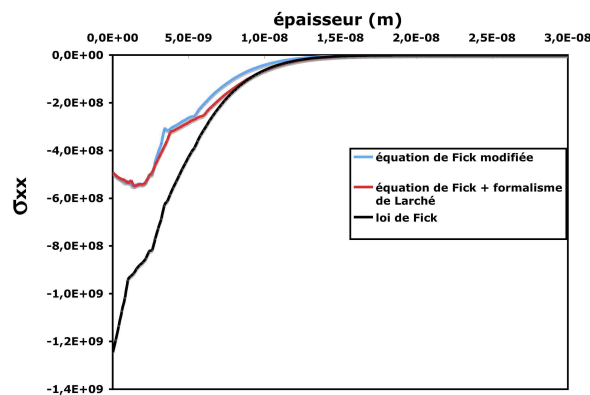 épaisseur (m)
0,0E+00 5,0E-09 1,0E-08 1,5E-08 2,0E-08 2,5E-08 3,0E-08
0,0E+00
-2,0E+08
-4,0E+08
-6,0E+08
-8,0E+08
-1,0E+09
-1,2E+09
-1,4E+09
σxx
équation de Fick modifiée
équation de Fick + formalisme
de Larché
loi de Fick